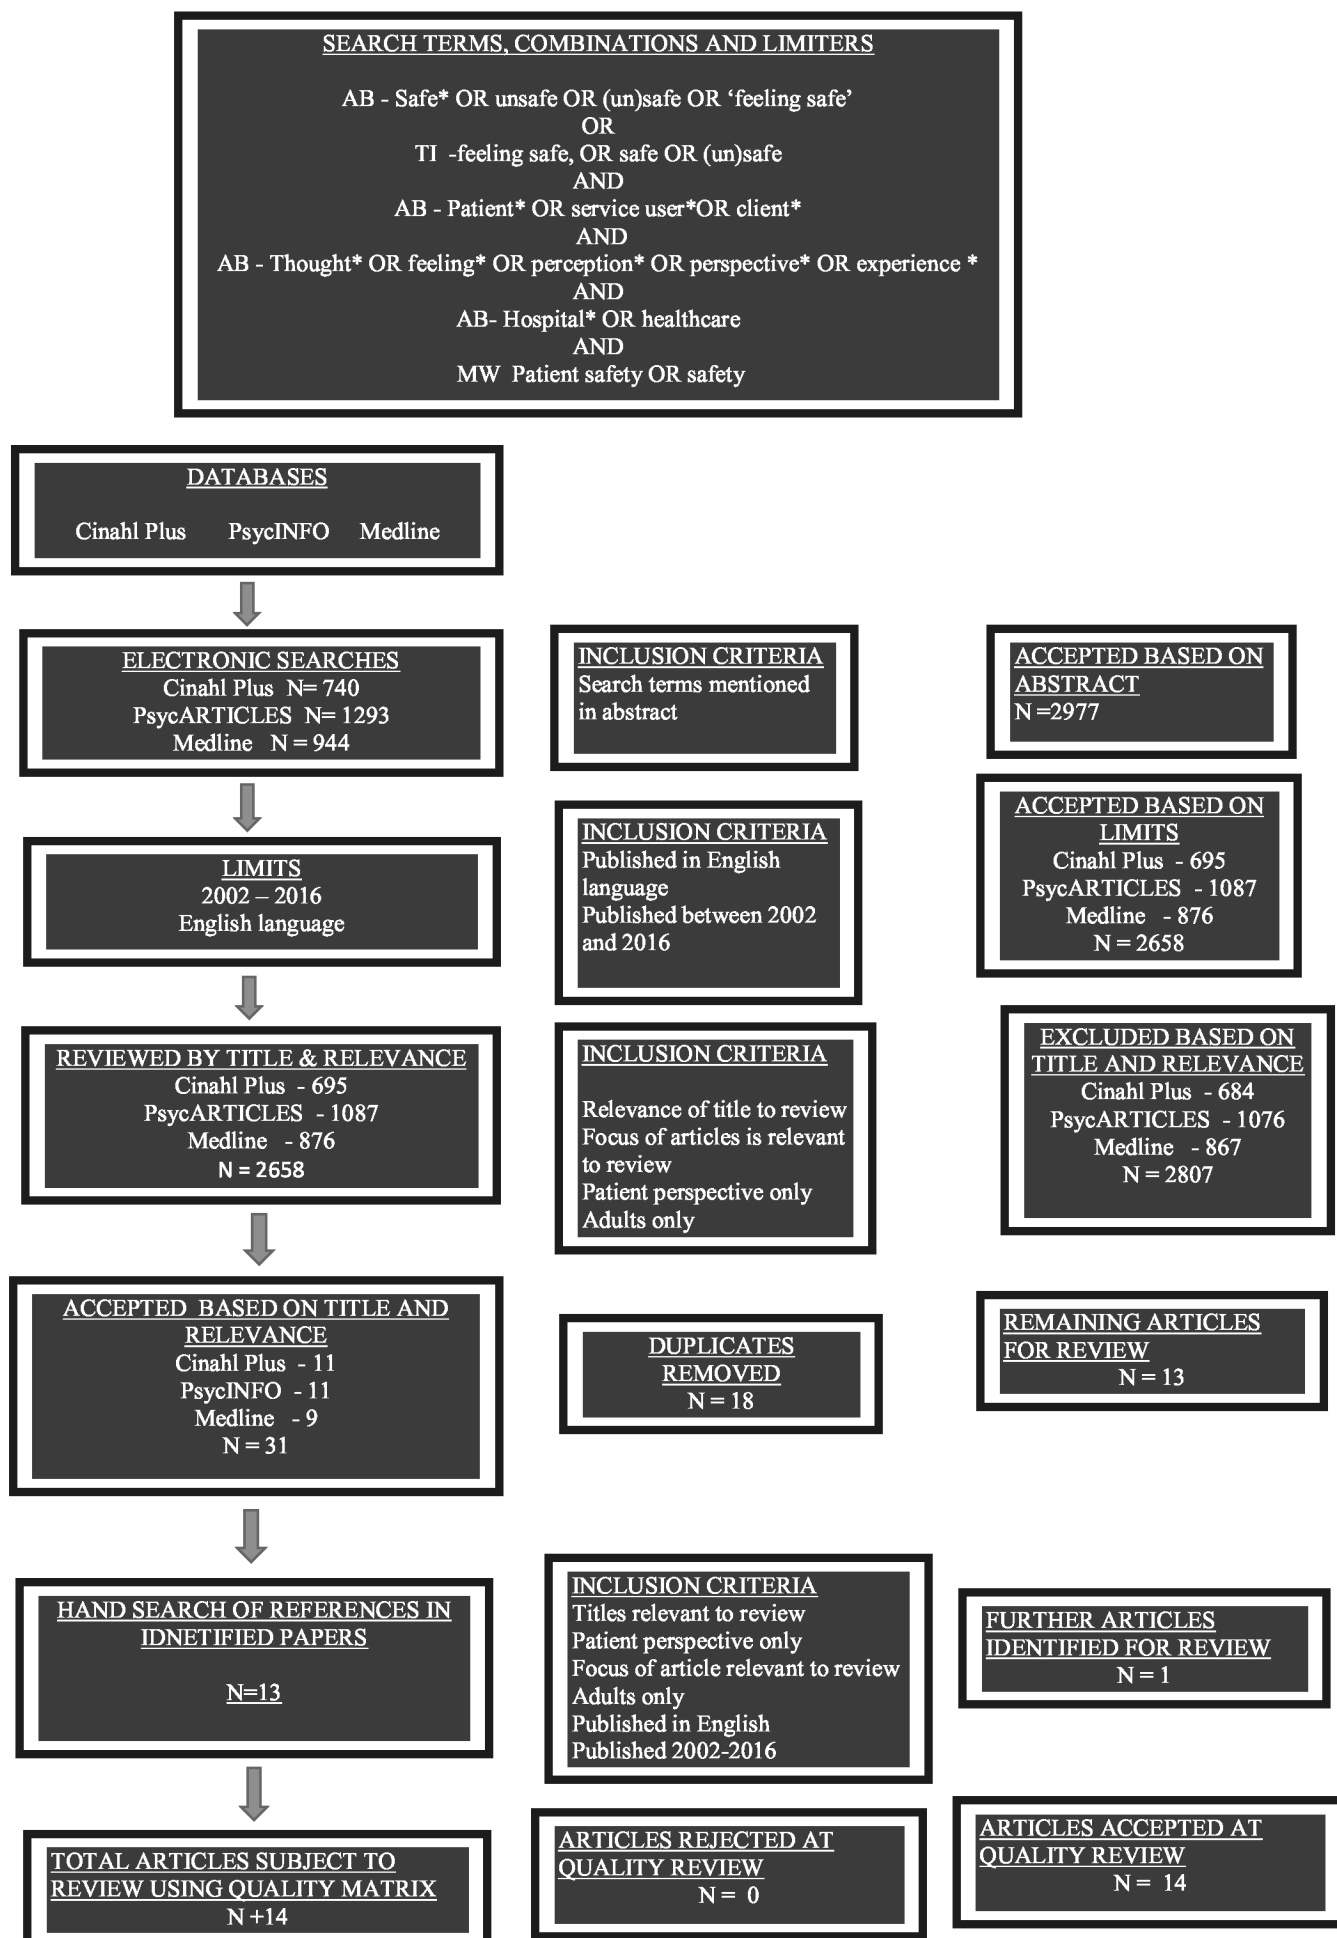 SEARCH TERMS, COMBINATIONS AND LIMITERS
AB - Safe* OR unsafe OR (un)safe OR ‘feeling safe’
OR
TI -feeling safe, OR safe OR (un)safe
AND
AB - Patient* OR service user*OR client*
AND
AB - Thought* OR feeling* OR perception* OR perspective* OR experience *
AND
AB- Hospital* OR healthcare
AND
MW Patient safety OR safety
DATABASES
Cinahl Plus PsycINFO Medline
ELECTRONIC SEARCHES
Cinahl Plus N= 740
PsycARTICLES N= 1293
Medline N = 944
INCLUSION CRITERIA
Search terms mentioned
in abstract
ACCEPTED BASED ON
ABSTRACT
N =2977
LIMITS
2002 – 2016
English language
INCLUSION CRITERIA
Published in English
language
Published between 2002
and 2016
ACCEPTED BASED ON
LIMITS
Cinahl Plus - 695
PsycARTICLES - 1087
Medline - 876
N = 2658
REVIEWED BY TITLE & RELEVANCE
Cinahl Plus - 695
PsycARTICLES - 1087
Medline - 876
N = 2658
INCLUSION CRITERIA
Relevance of title to review
Focus of articles is relevant
to review
Patient perspective only
Adults only
EXCLUDED BASED ON
TITLE AND RELEVANCE
Cinahl Plus - 684
PsycARTICLES - 1076
Medline - 867
N = 2807
ACCEPTED BASED ON TITLE AND
RELEVANCE
Cinahl Plus - 11
PsycINFO - 11
Medline - 9
N = 31
DUPLICATES
REMOVED
N = 18
REMAINING ARTICLES
FOR REVIEW
N = 13
HAND SEARCH OF REFERENCES IN
IDNETIFIED PAPERS
N=13
INCLUSION CRITERIA
Titles relevant to review
Patient perspective only
Focus of article relevant to review
Adults only
Published in English
Published 2002-2016
FURTHER ARTICLES
IDENTIFIED FOR REVIEW
N = 1
TOTAL ARTICLES SUBJECT TO
REVIEW USING QUALITY MATRIX
N +14
ARTICLES REJECTED AT
QUALITY REVIEW
N = 0
ARTICLES ACCEPTED AT
QUALITY REVIEW
N = 14